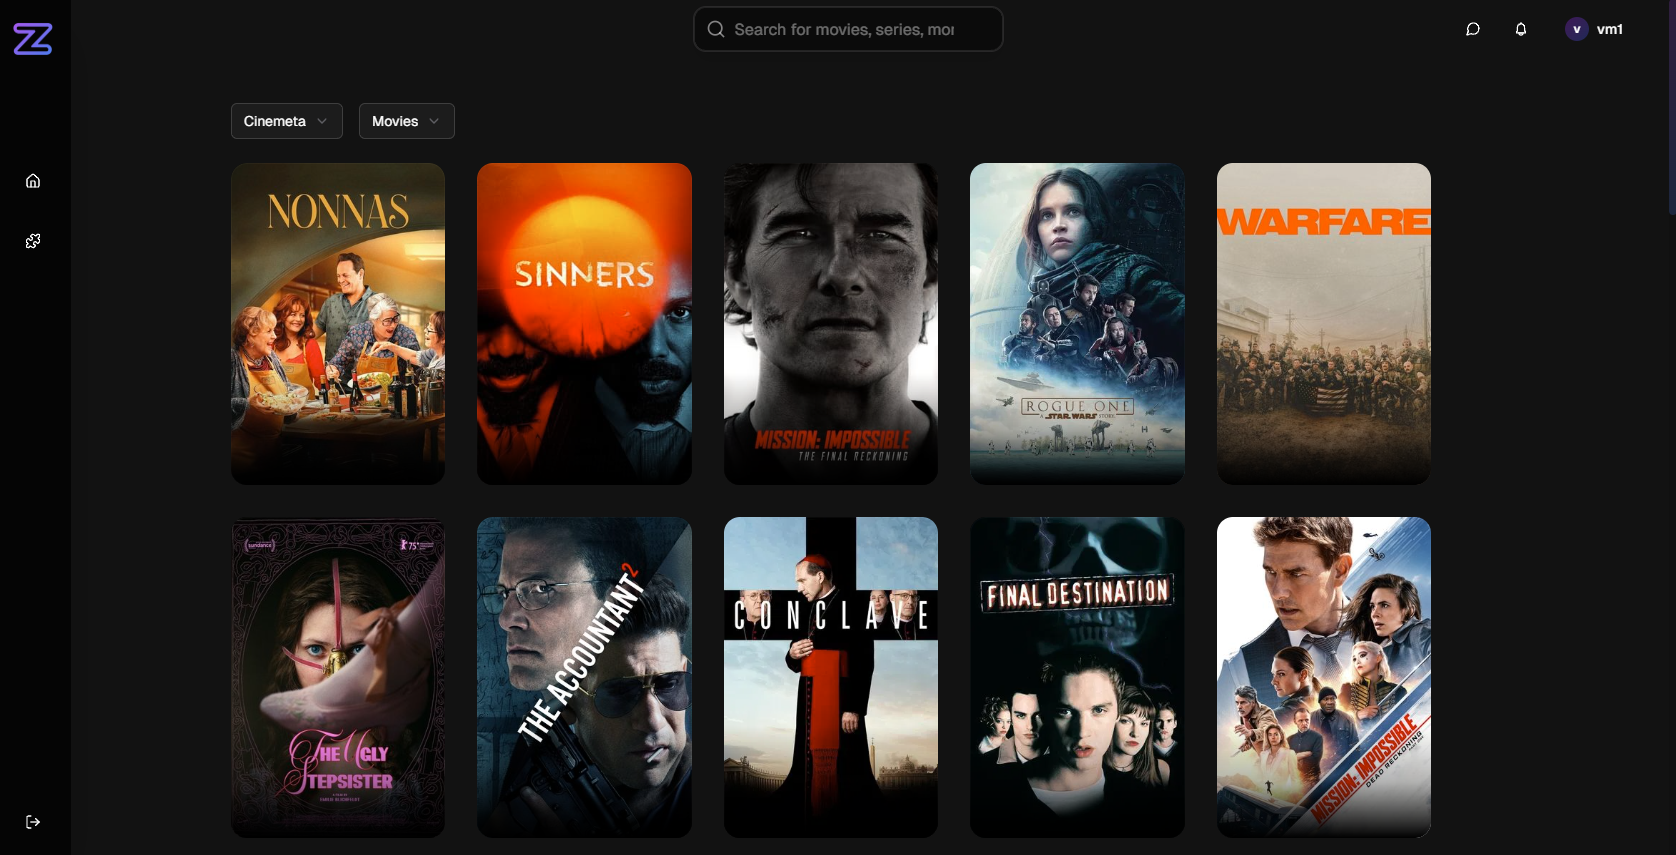 Search for movies, series, mor
v
vm1
Cinemeta
Movies
NONNAS
SINNERS
MISSION: IMPOSSIBLE
THE FINAL RECKONING
ROGUE ONE
A STAR WARS STORY
WARFARE
sundance
75
THE UGLY
STEPSISTER
THE ACCOUNTANT 2
CONCLAVE
FINAL DESTINATION
MISSION: IMPOSSIBLE
DEAD RECKONING